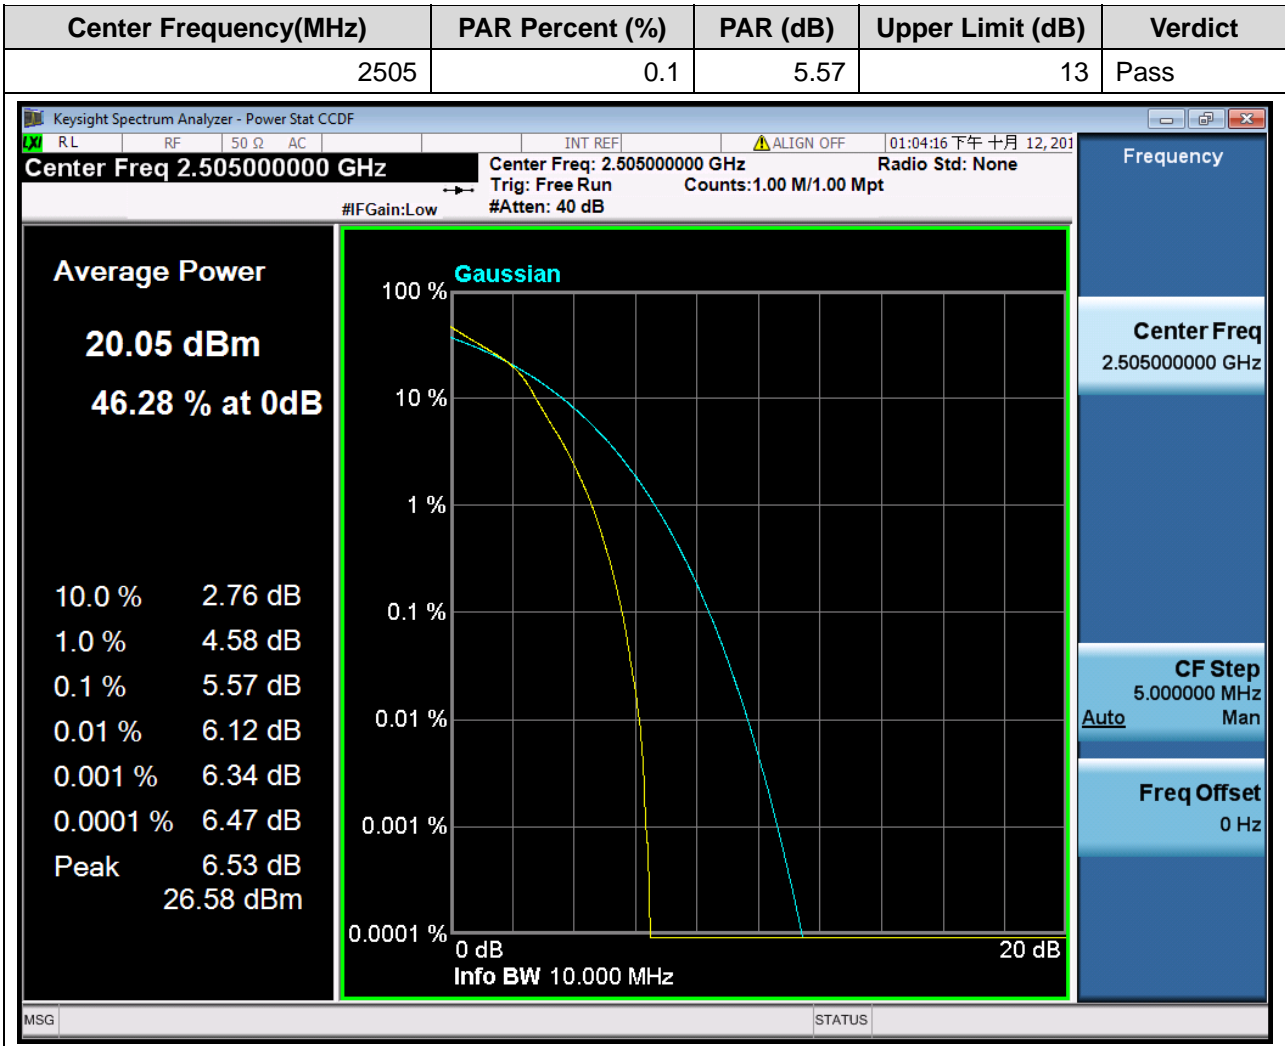 Center Frequency(MHz) PAR Percent (%) PAR (dB) Upper Limit (dB) Verdict
2505 0.1 5.57 13 Pass
Keysight Spectrum Analyzer - Power Stat CCDF
LXI RL RF 50 Ω AC INT REF ALIGN OFF 01:04:16 下午 十月 12, 201
Center Freq 2.505000000 GHz
Center Freq: 2.505000000 GHz Radio Std: None
Trig: Free Run Counts:1.00 M/1.00 Mpt
#IFGain:Low #Atten: 40 dB
Frequency
Average Power
20.05 dBm
46.28 % at 0dB
10.0 % 2.76 dB
1.0 % 4.58 dB
0.1 % 5.57 dB
0.01 % 6.12 dB
0.001 % 6.34 dB
0.0001 % 6.47 dB
Peak 6.53 dB
26.58 dBm
Gaussian
100 %
10 %
1 %
0.1 %
0.01 %
0.001 %
0.0001 %
0 dB 20 dB
Info BW 10.000 MHz
Center Freq
2.505000000 GHz
CF Step
5.000000 MHz
Auto Man
Freq Offset
0 Hz
MSG STATUS